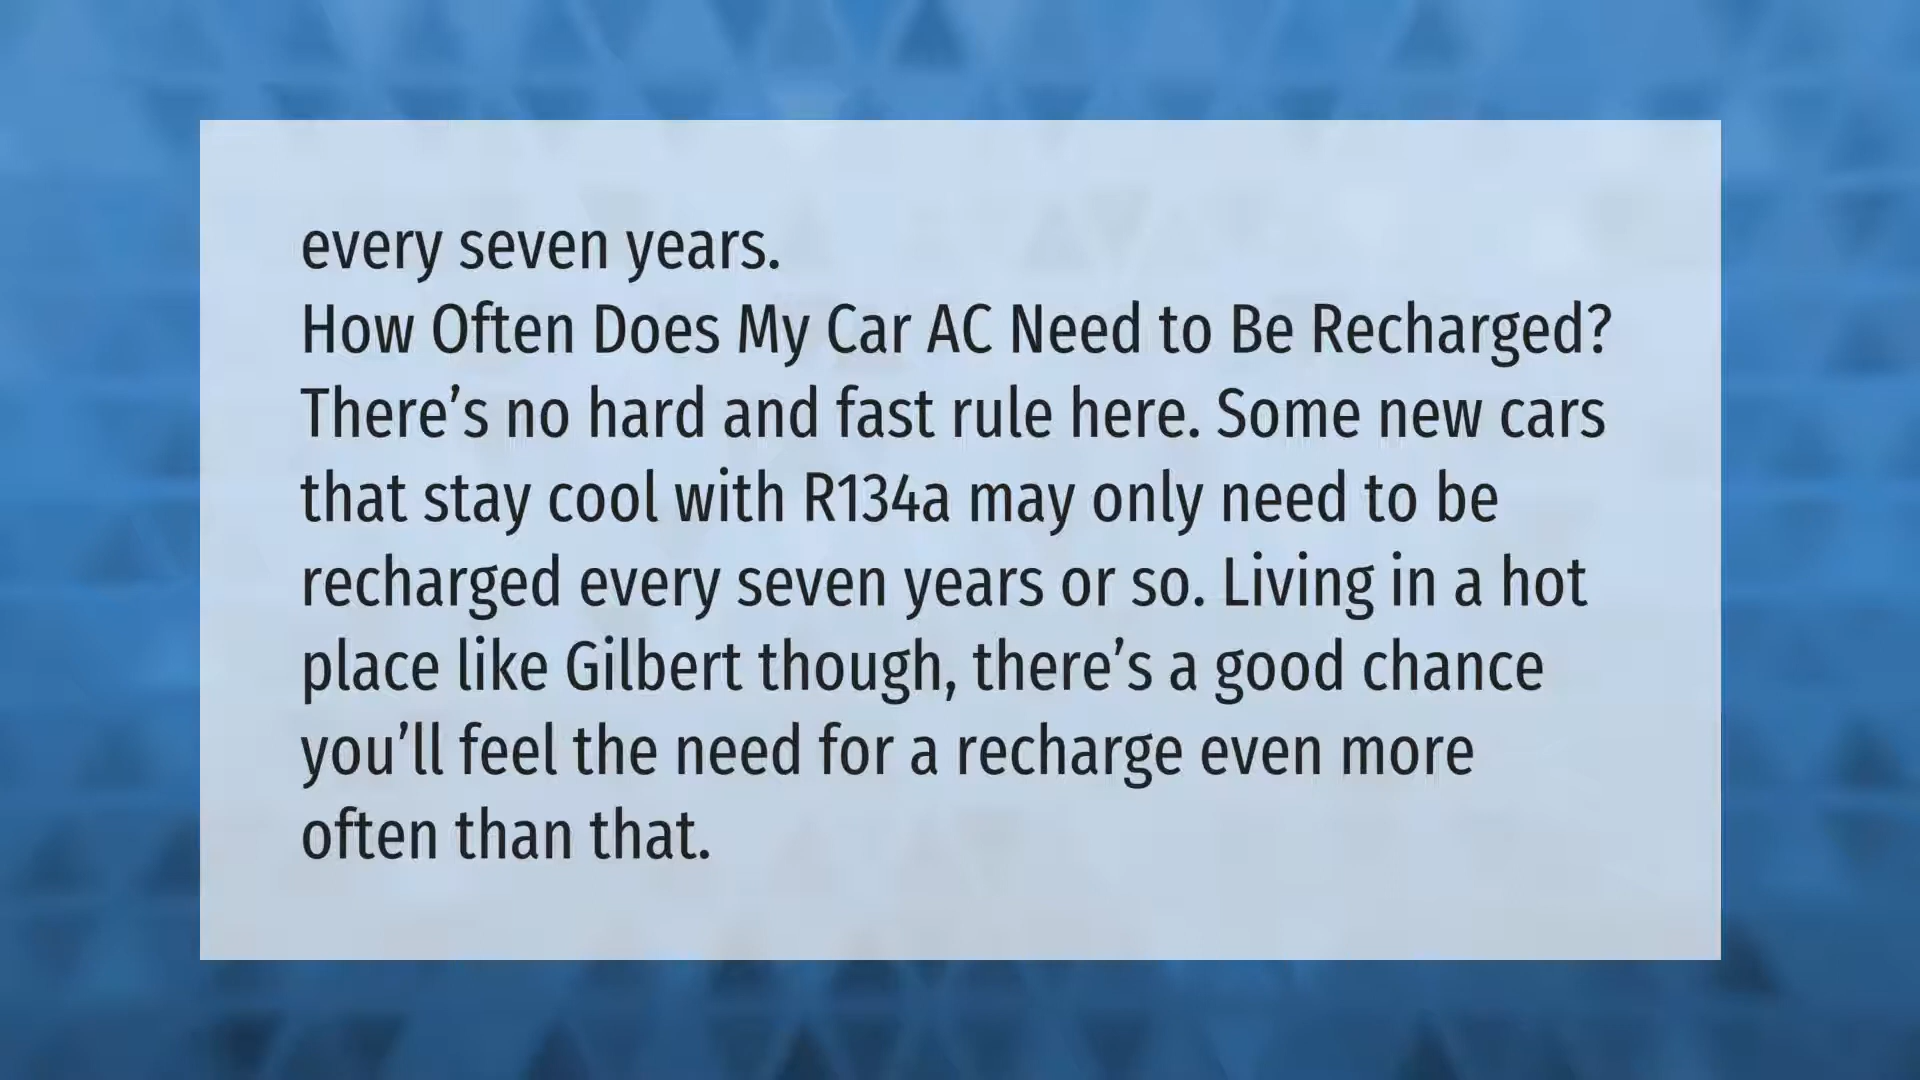 every seven years.
How Often Does My Car AC Need to Be Recharged?
There’s no hard and fast rule here. Some new cars
that stay cool with R134a may only need to be
recharged every seven years or so. Living in a hot
place like Gilbert though, there’s a good chance
you’ll feel the need for a recharge even more
often than that.